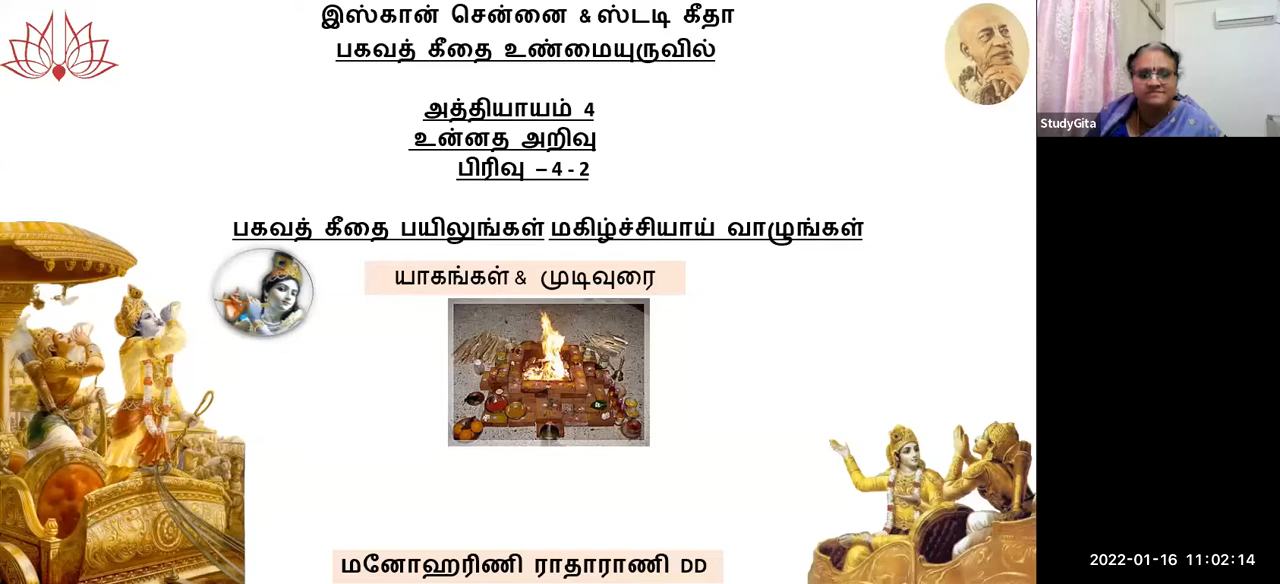 இஸ்கான் சென்னை & ஸ்டடி கீதா
பகவத் கீதை உண்மையுருவில்
அத்தியாயம் 4
உன்னத அறிவு
பிரிவு – 4 - 2
பகவத் கீதை பயிலுங்கள் மகிழ்ச்சியாய் வாழுங்கள்
யாகங்கள் & முடிவுரை
மனோஹரிணி ராதாராணி DD
StudyGita
2022-01-16 11:02:14